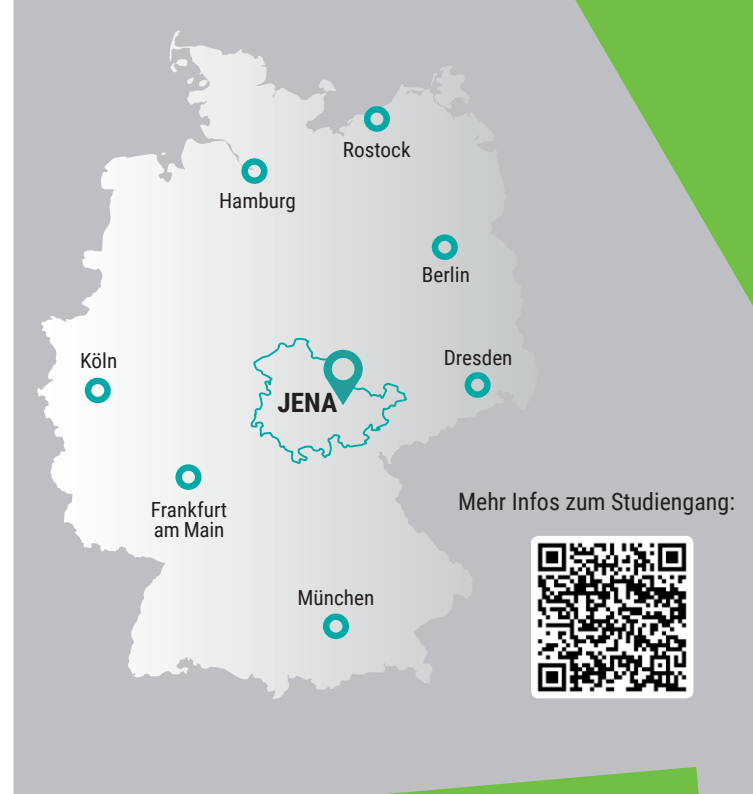 Rostock
Hamburg
Berlin
Köln
Dresden
JENA
Frankfurt
am Main
Mehr Infos zum Studiengang:
München